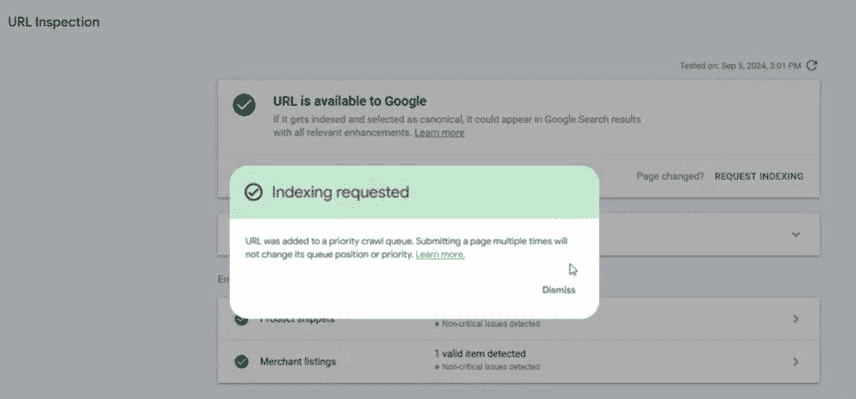 URL Inspection
Tested on: Sep 5, 2024, 3:01 PM
URL is available to Google
If it gets indexed and selected as canonical, it could appear in Google Search results
with all relevant enhancements. Learn more
Page changed? REQUEST INDEXING
Indexing requested
URL was added to a priority crawl queue. Submitting a page multiple times will
not change its queue position or priority. Learn more.
Dismiss
Product snippets
Non-critical issues detected
Merchant listings
1 valid item detected
Non-critical issues detected